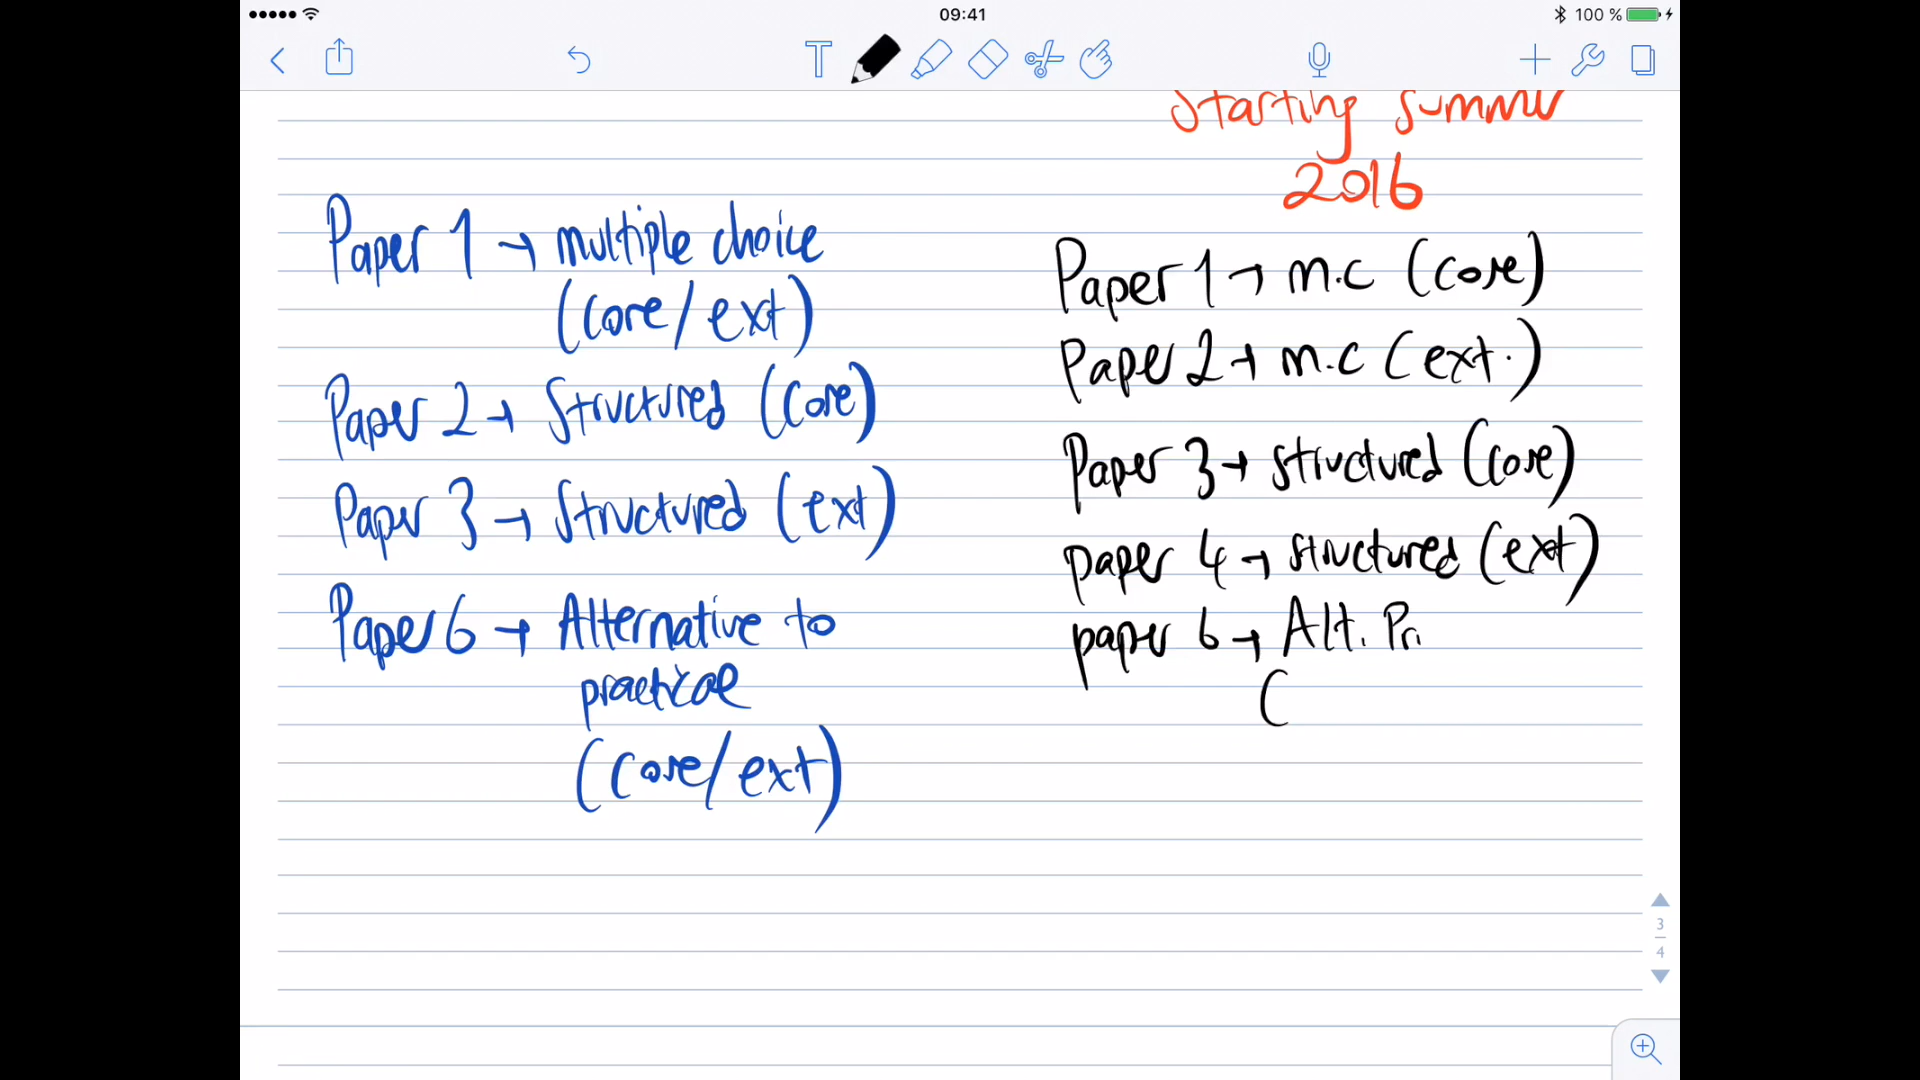 09:41
100 %
T
Starting summer
2016
Paper 1 → multiple choice
(core/ext)
Paper 2 → Structured (core)
Paper 3 → Structured (ext)
Paper 6 → Alternative to
practical
(core/ext)
Paper 1 → m.c (core)
Paper 2 → m.c (ext.)
Paper 3 → structured (core)
paper 4 → structured (ext)
paper 6 → Alt. Pr
(
3
4